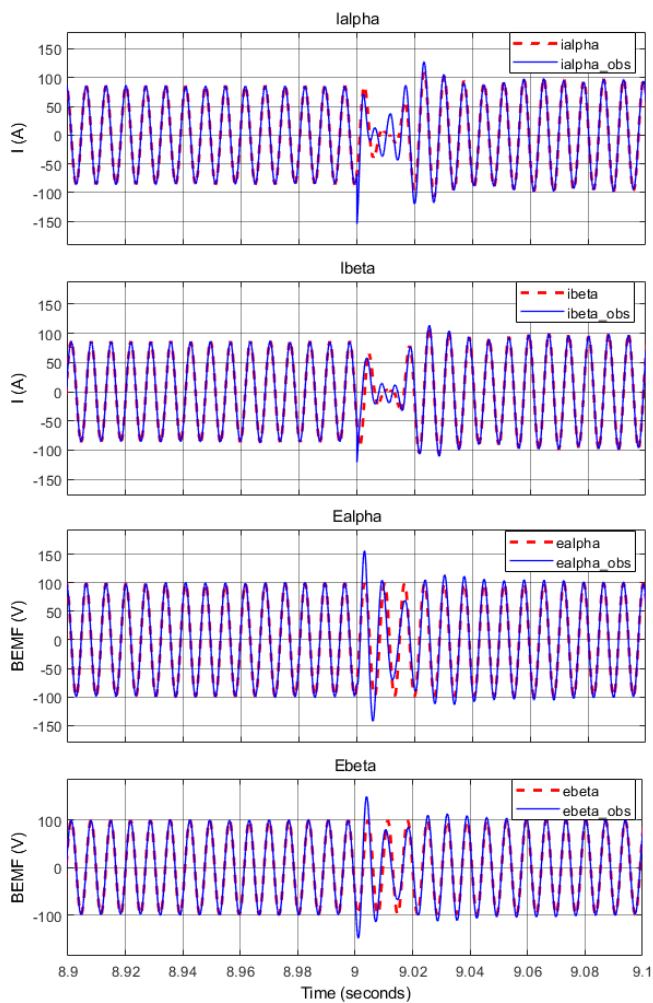 Ialpha
ialpha
ialpha_obs
150
100
50
0
-50
-100
-150
I (A)
Ibeta
ibeta
ibeta_obs
150
100
50
0
-50
-100
-150
I (A)
Ealpha
ealpha
ealpha_obs
150
100
50
0
-50
-100
-150
BEMF (V)
Ebeta
ebeta
ebeta_obs
100
0
-100
BEMF (V)
8.9 8.92 8.94 8.96 8.98 9 9.02 9.04 9.06 9.08 9.1
Time (seconds)